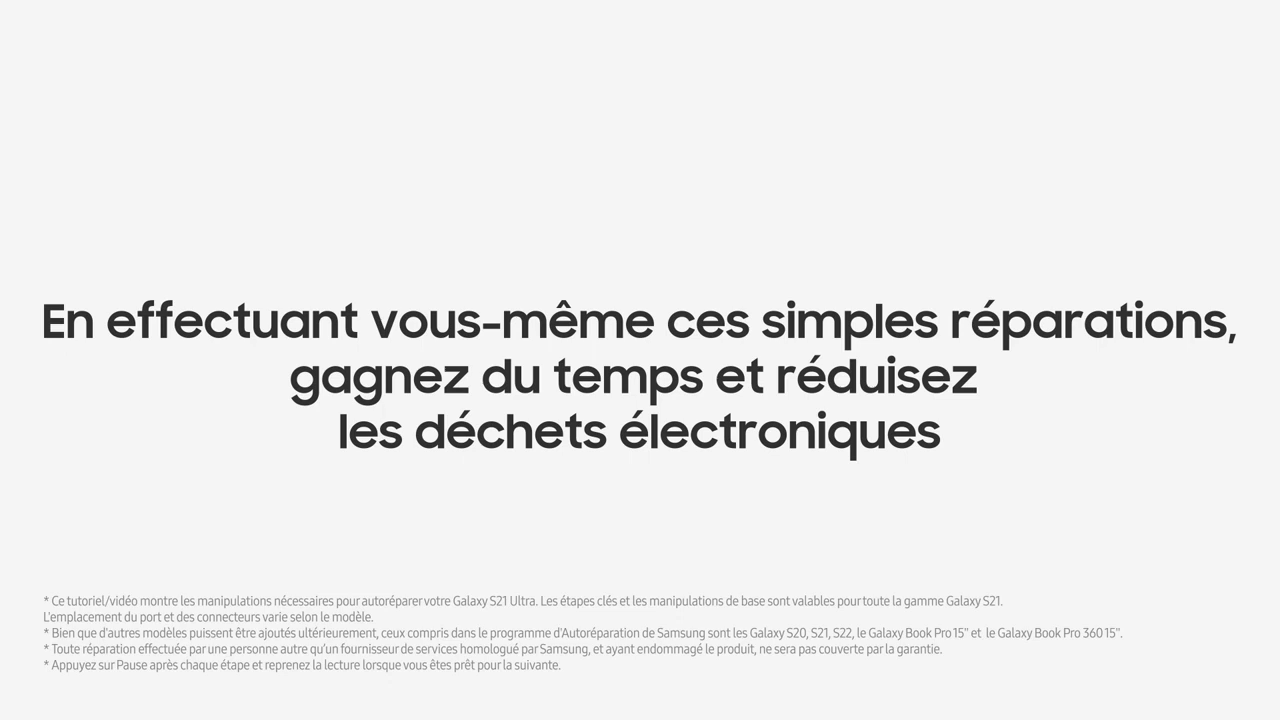 En effectuant vous-même ces simples réparations,
gagnez du temps et réduisez
les déchets électroniques
* Ce tutoriel/vidéo montre les manipulations nécessaires pour autoréparer votre Galaxy S21 Ultra. Les étapes clés et les manipulations de base sont valables pour toute la gamme Galaxy S21.
L'emplacement du port et des connecteurs varie selon le modèle.
* Bien que d'autres modèles puissent être ajoutés ultérieurement, ceux compris dans le programme d'Autoréparation de Samsung sont les Galaxy S20, S21, S22, le Galaxy Book Pro 15" et le Galaxy Book Pro 360 15".
* Toute réparation effectuée par une personne autre qu'un fournisseur de services homologué par Samsung, et ayant endommagé le produit, ne sera pas couverte par la garantie.
* Appuyez sur Pause après chaque étape et reprenez la lecture lorsque vous êtes prêt pour la suivante.